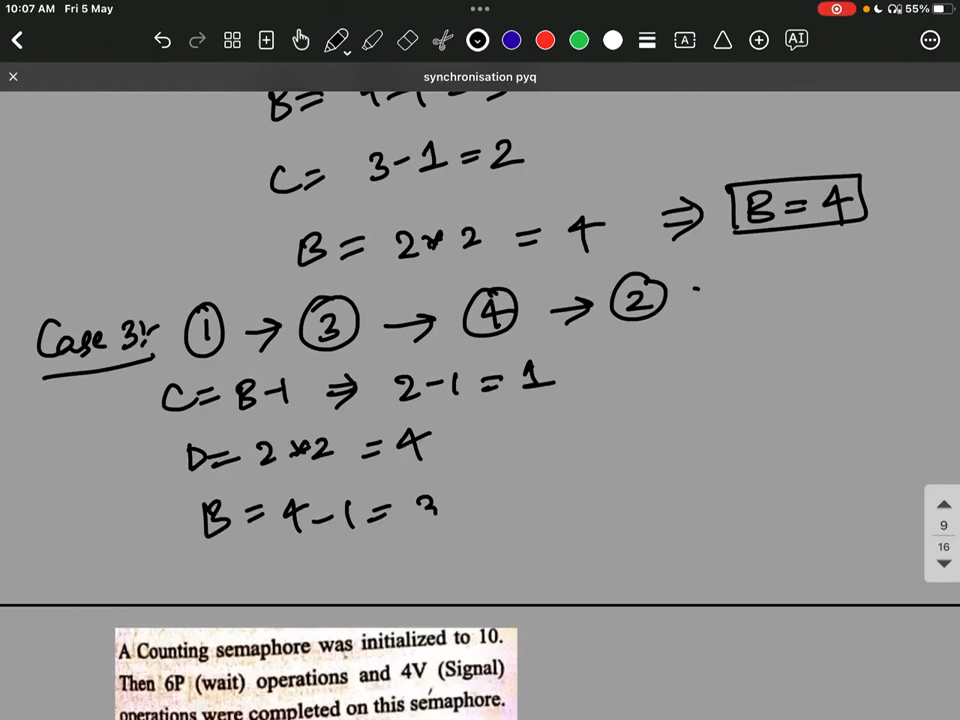 10:07 AM Fri 5 May
55%
AI
synchronisation pyq
C = 3 - 1 = 2
B = 2 * 2 = 4 ⇒ B = 4
Case 3:- 1 → 3 → 4 → 2
C = B-1 ⇒ 2 - 1 = 1
D = 2 * 2 = 4
B = 4 - 1 = 3
9
16
A Counting semaphore was initialized to 10.
Then 6P (wait) operations and 4V (Signal)
operations were completed on this semaphore.